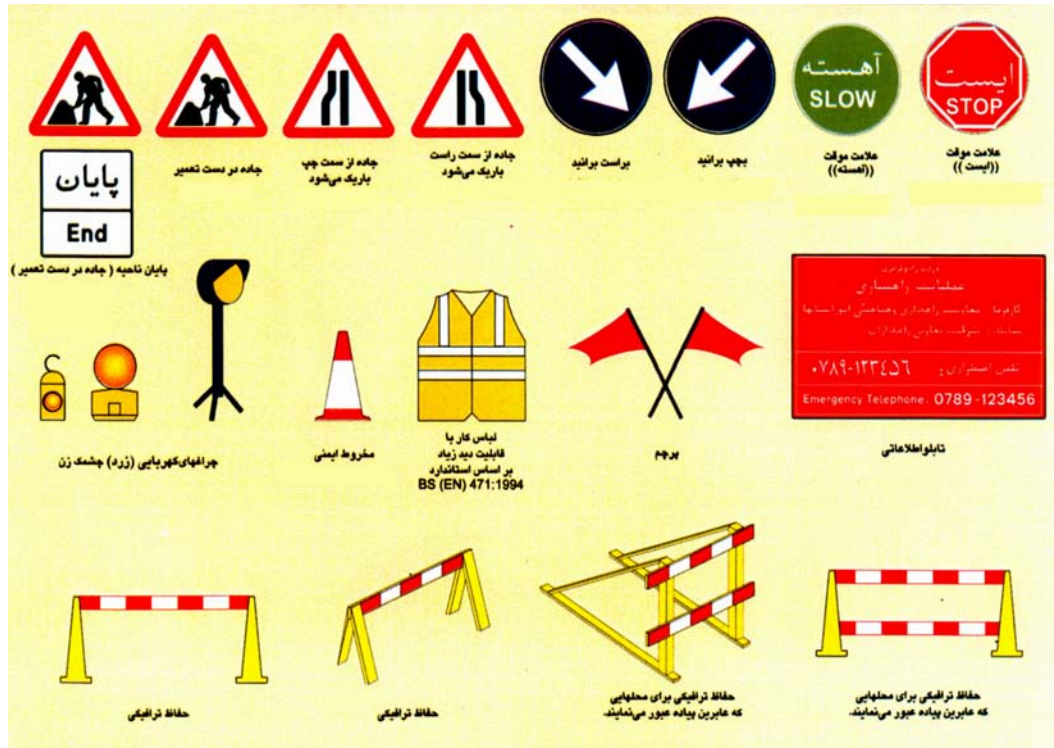 ایست
STOP
علامت موقت
((ایست ))
آهسته
SLOW
علامت موقت
((آهسته))
بچپ برانید
براست برانید
جاده از سمت راست
باریک می‌شود
جاده از سمت چپ
باریک می‌شود
جاده در دست تعمیر
پایان
End
پایان ناحیه ( جاده در دست تعمیر )
عملیات راهسازی
تلفن اضطراری : ۰۷۸۹-۱۲۳۴۵۶
Emergency Telephone: 0789-123456
تابلو اطلاعاتی
پرچم
لباس کار با
قابلیت دید زیاد
بر اساس استاندارد
BS (EN) 471:1994
مخروط ایمنی
چراغهای کهربایی (زرد) چشمک زن
حفاظ ترافیکی برای محلهایی
که عابرین پیاده عبور می‌نمایند.
حفاظ ترافیکی برای محلهایی
که عابرین پیاده عبور می‌نمایند.
حفاظ ترافیکی
حفاظ ترافیکی